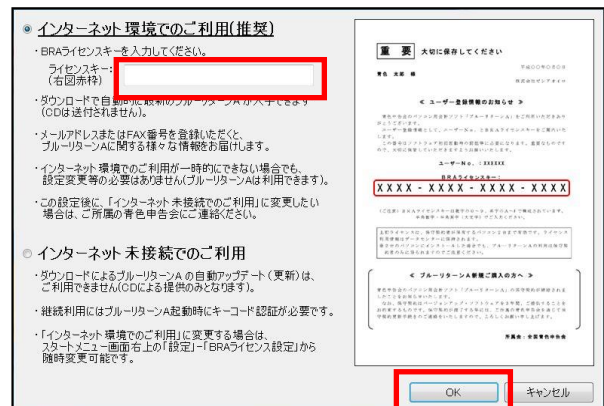 インターネット環境でのご利用(推奨)
・BRAライセンスキーを入力してください。
ライセンスキー:
(右図赤枠)
・ダウンロードで自動的に最新のブルーリターンAが入手できます
(CDは送付されません)。
・メールアドレスまたはFAX番号を登録いただくと、
ブルーリターンAに関する様々な情報をお届けします。
・インターネット環境でのご利用が一時的にできない場合でも、
設定変更等の必要はありません(ブルーリターンAは利用できます)。
・この設定後に、「インターネット未接続でのご利用」に変更したい
場合は、ご所属の青色申告会にご連絡ください。
インターネット未接続でのご利用
・ダウンロードによるブルーリターンAの自動アップデート(更新)は、
ご利用できません(CDによる提供のみとなります)。
・継続利用にはブルーリターンA起動時にキーコード認証が必要です。
・「インターネット環境でのご利用」に変更する場合は、
スタートメニュー画面右上の「設定」-「BRAライセンス設定」から
随時変更可能です。
重 要 大切に保存してください
平成〇〇年〇月〇日
青色 太郎 様
≪ ユーザー登録情報のお知らせ ≫
ユーザーNo.:XXXXXX
BRAライセンスキー:
XXXX - XXXX - XXXX - XXXX
≪ ブルーリターンA新規ご購入の方へ ≫
所属会:全国青色申告会
OK
キャンセル